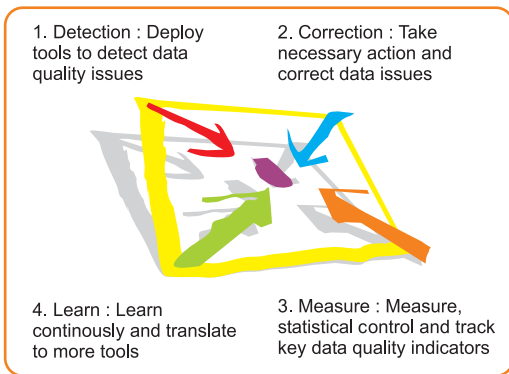 1. Detection : Deploy
tools to detect data
quality issues
2. Correction : Take
necessary action and
correct data issues
4. Learn : Learn
continously and translate
to more tools
3. Measure : Measure,
statistical control and track
key data quality indicators